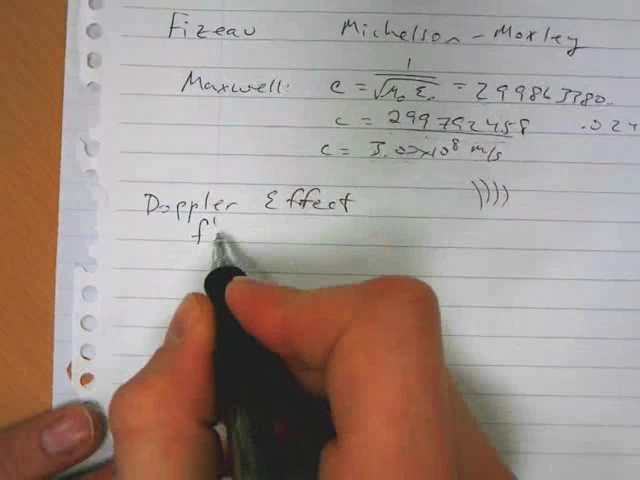 Fizeau Michelson - Morley
Maxwell: c = 1/√(μ₀ ε₀) = 299863380..
c = 299792458 .024
c = 3.00×10⁸ m/s
Doppler Effect ))))
f'